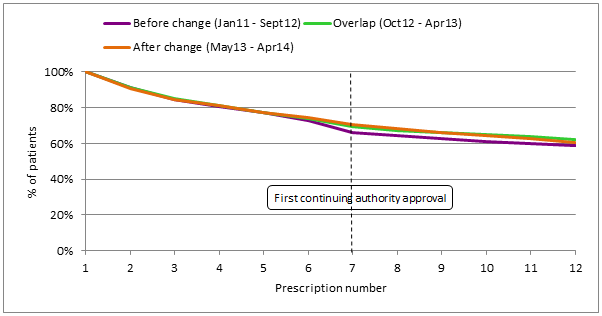 Before change (Jan11 - Sept12)
Overlap (Oct12 - Apr13)
After change (May13 - Apr14)
100%
80%
60%
40%
20%
0%
% of patients
First continuing authority approval
1 2 3 4 5 6 7 8 9 10 11 12
Prescription number